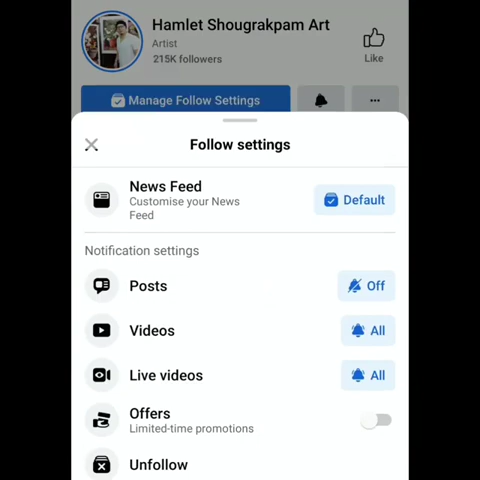 Hamlet Shougrakpam Art
Artist
215K followers
Like
Manage Follow Settings
Follow settings
News Feed
Customise your News
Feed
Default
Notification settings
Posts
Off
Videos
All
Live videos
All
Offers
Limited-time promotions
Unfollow